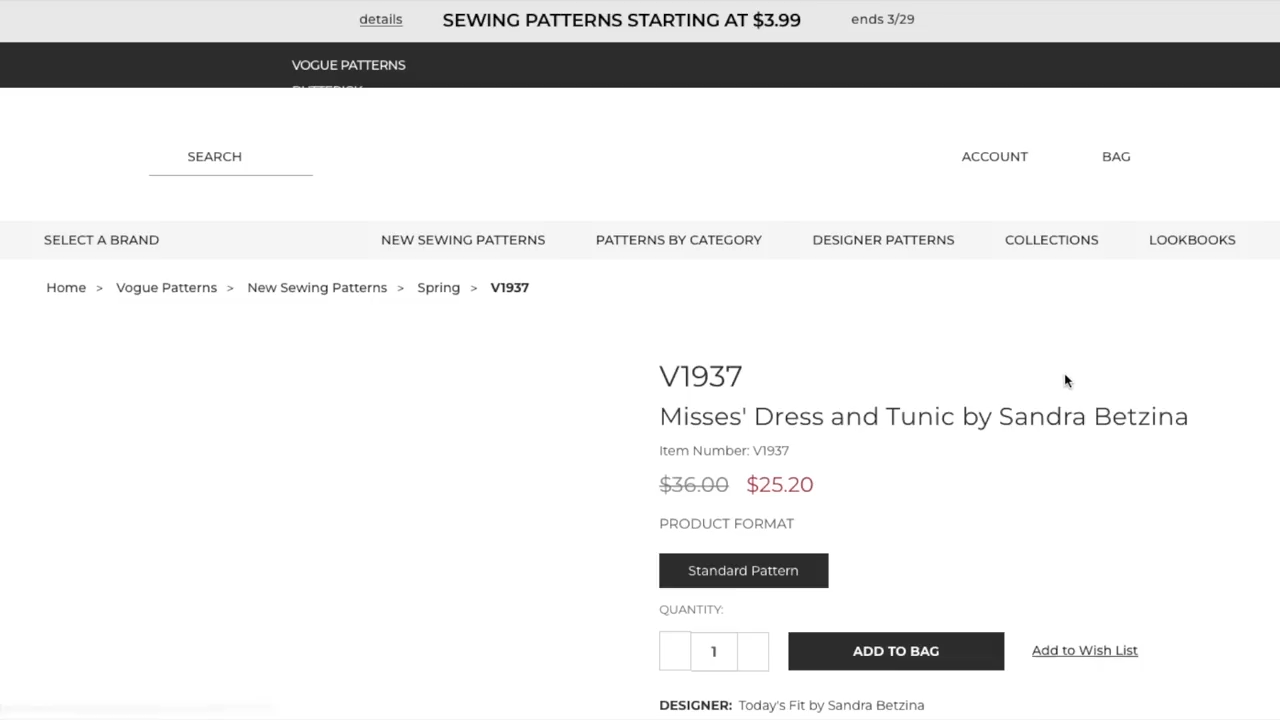 details SEWING PATTERNS STARTING AT $3.99 ends 3/29
VOGUE PATTERNS
SEARCH ACCOUNT BAG
SELECT A BRAND NEW SEWING PATTERNS PATTERNS BY CATEGORY DESIGNER PATTERNS COLLECTIONS LOOKBOOKS
Home > Vogue Patterns > New Sewing Patterns > Spring > V1937
V1937
Misses' Dress and Tunic by Sandra Betzina
Item Number: V1937
$36.00 $25.20
PRODUCT FORMAT
Standard Pattern
QUANTITY:
1 ADD TO BAG Add to Wish List
DESIGNER: Today's Fit by Sandra Betzina